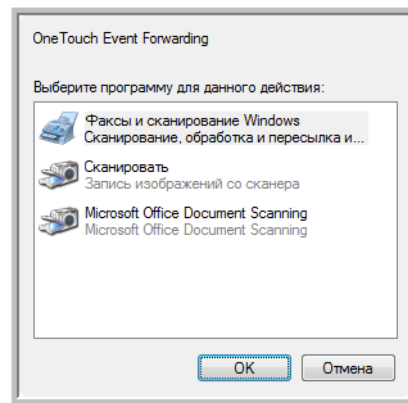 OneTouch Event Forwarding
Выберите программу для данного действия:
Факсы и сканирование Windows
Сканирование, обработка и пересылка и...
Сканировать
Запись изображений со сканера
Microsoft Office Document Scanning
Microsoft Office Document Scanning
OK
Отмена